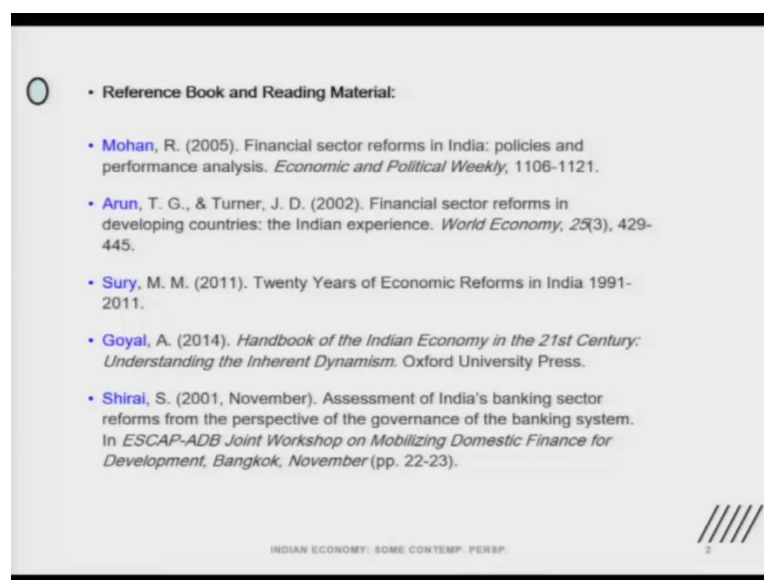 • Reference Book and Reading Material:
• Mohan, R. (2005). Financial sector reforms in India: policies and
performance analysis. Economic and Political Weekly, 1106-1121.
• Arun, T. G., & Turner, J. D. (2002). Financial sector reforms in
developing countries: the Indian experience. World Economy, 25(3), 429-
445.
• Sury, M. M. (2011). Twenty Years of Economic Reforms in India 1991-
2011.
• Goyal, A. (2014). Handbook of the Indian Economy in the 21st Century:
Understanding the Inherent Dynamism. Oxford University Press.
• Shirai, S. (2001, November). Assessment of India's banking sector
reforms from the perspective of the governance of the banking system.
In ESCAP-ADB Joint Workshop on Mobilizing Domestic Finance for
Development, Bangkok, November (pp. 22-23).
INDIAN ECONOMY: SOME CONTEMP. PERSP.
2